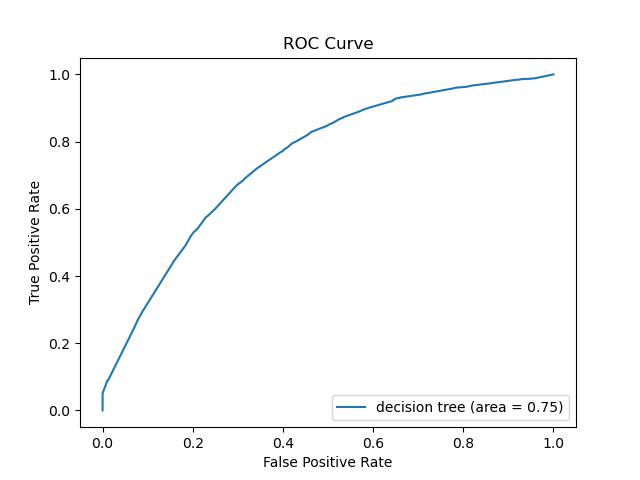 ROC Curve
True Positive Rate
1.0
0.8
0.6
0.4
0.2
0.0
decision tree (area = 0.75)
0.0 0.2 0.4 0.6 0.8 1.0
False Positive Rate